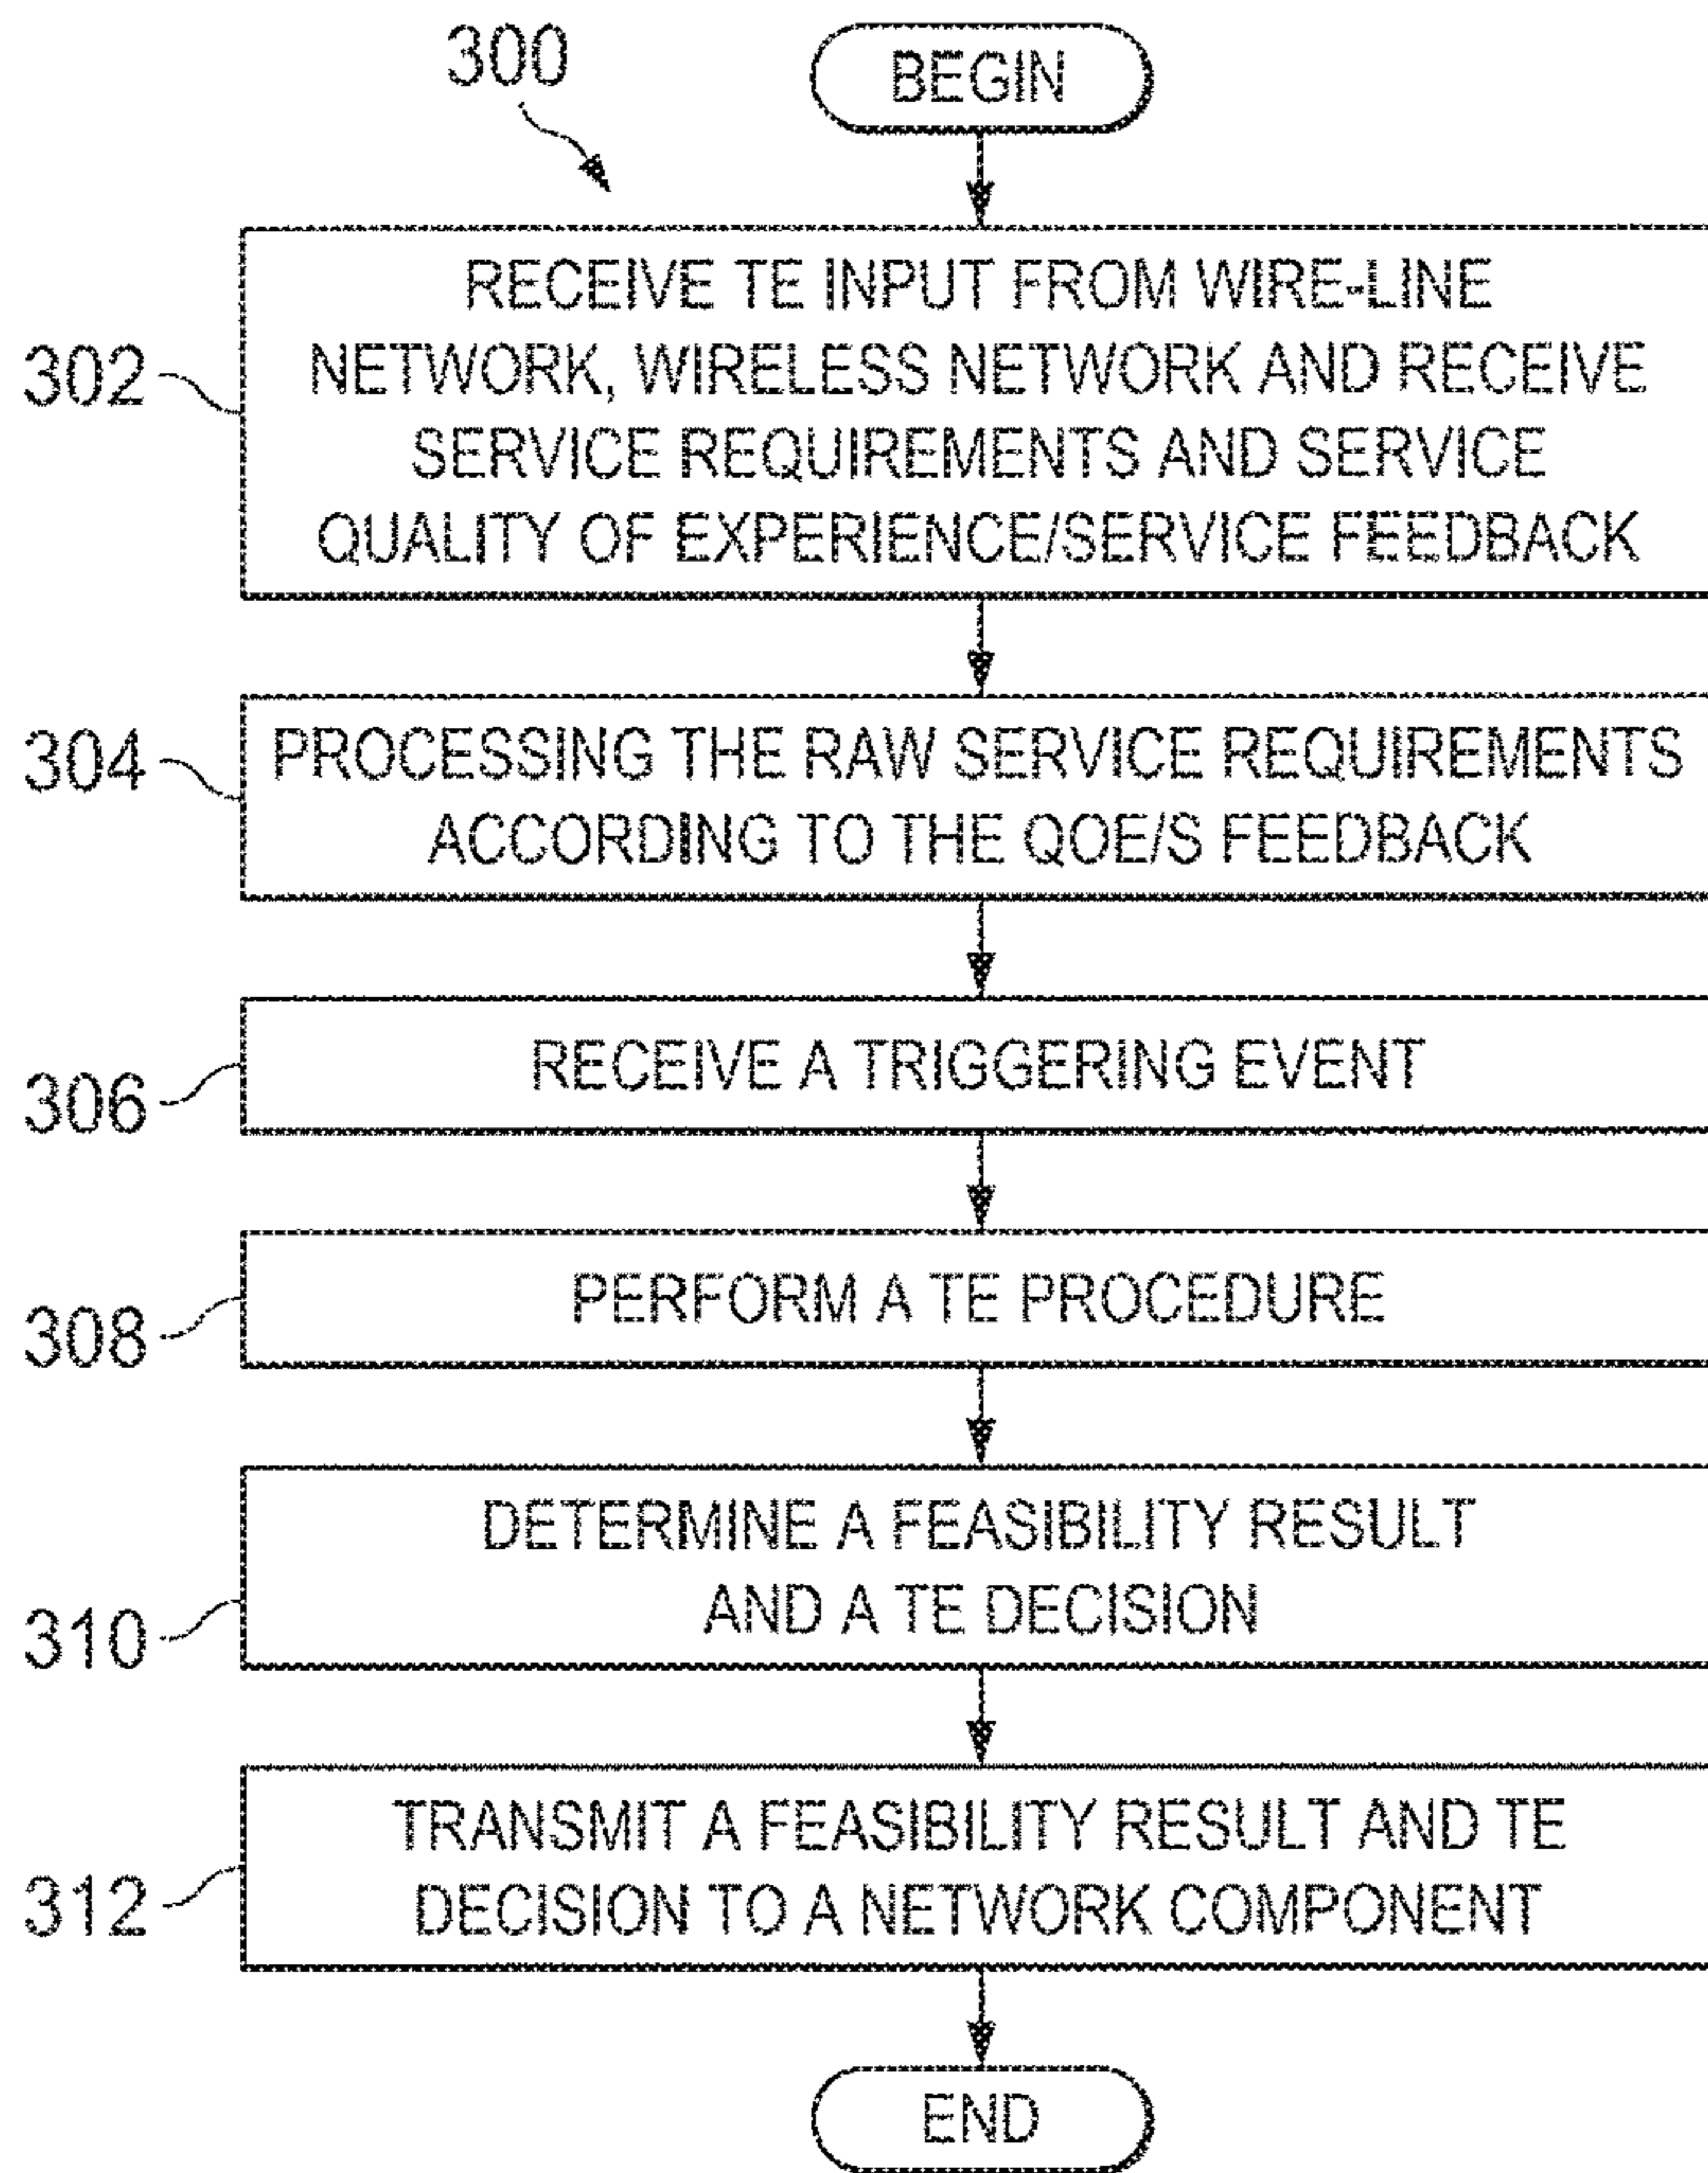 300
BEGIN
302
RECEIVE TE INPUT FROM WIRE-LINE
NETWORK, WIRELESS NETWORK AND RECEIVE
SERVICE REQUIREMENTS AND SERVICE
QUALITY OF EXPERIENCE/SERVICE FEEDBACK
304
PROCESSING THE RAW SERVICE REQUIREMENTS
ACCORDING TO THE QOE/S FEEDBACK
306
RECEIVE A TRIGGERING EVENT
308
PERFORM A TE PROCEDURE
310
DETERMINE A FEASIBILITY RESULT
AND A TE DECISION
312
TRANSMIT A FEASIBILITY RESULT AND TE
DECISION TO A NETWORK COMPONENT
END